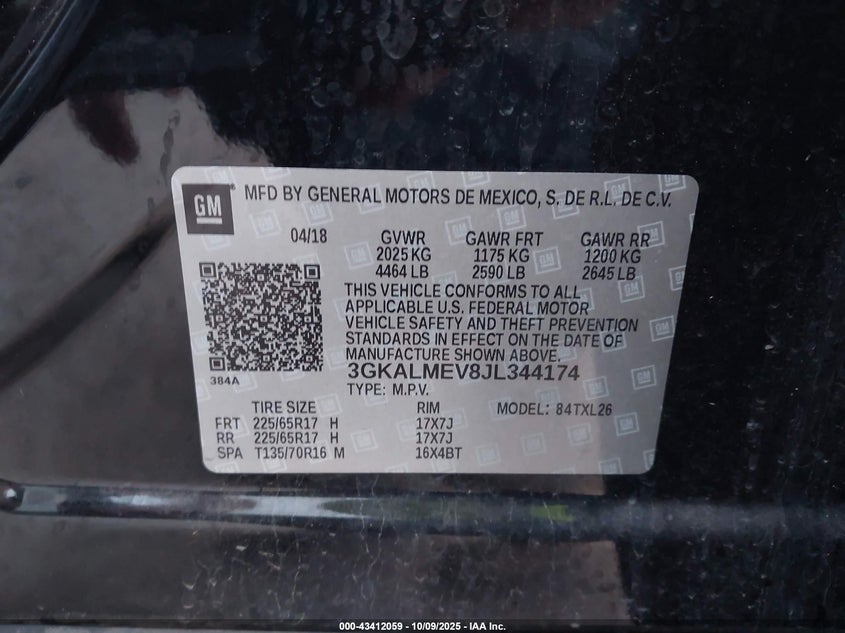 GM MFD BY GENERAL MOTORS DE MEXICO, S. DE R.L. DE C.V.
04/18 GVWR GAWR FRT GAWR RR
2025 KG 1175 KG 1200 KG
4464 LB 2590 LB 2645 LB
THIS VEHICLE CONFORMS TO ALL
APPLICABLE U.S. FEDERAL MOTOR
VEHICLE SAFETY AND THEFT PREVENTION
STANDARDS IN EFFECT ON THE DATE OF
MANUFACTURE SHOWN ABOVE.
384A 3GKALMEV8JL344174
TYPE: M.P.V.
TIRE SIZE RIM MODEL: 84TXL26
FRT 225/65R17 H 17X7J
RR 225/65R17 H 17X7J
SPA T135/70R16 M 16X4BT
000-43412059 - 10/09/2025 - IAA Inc.